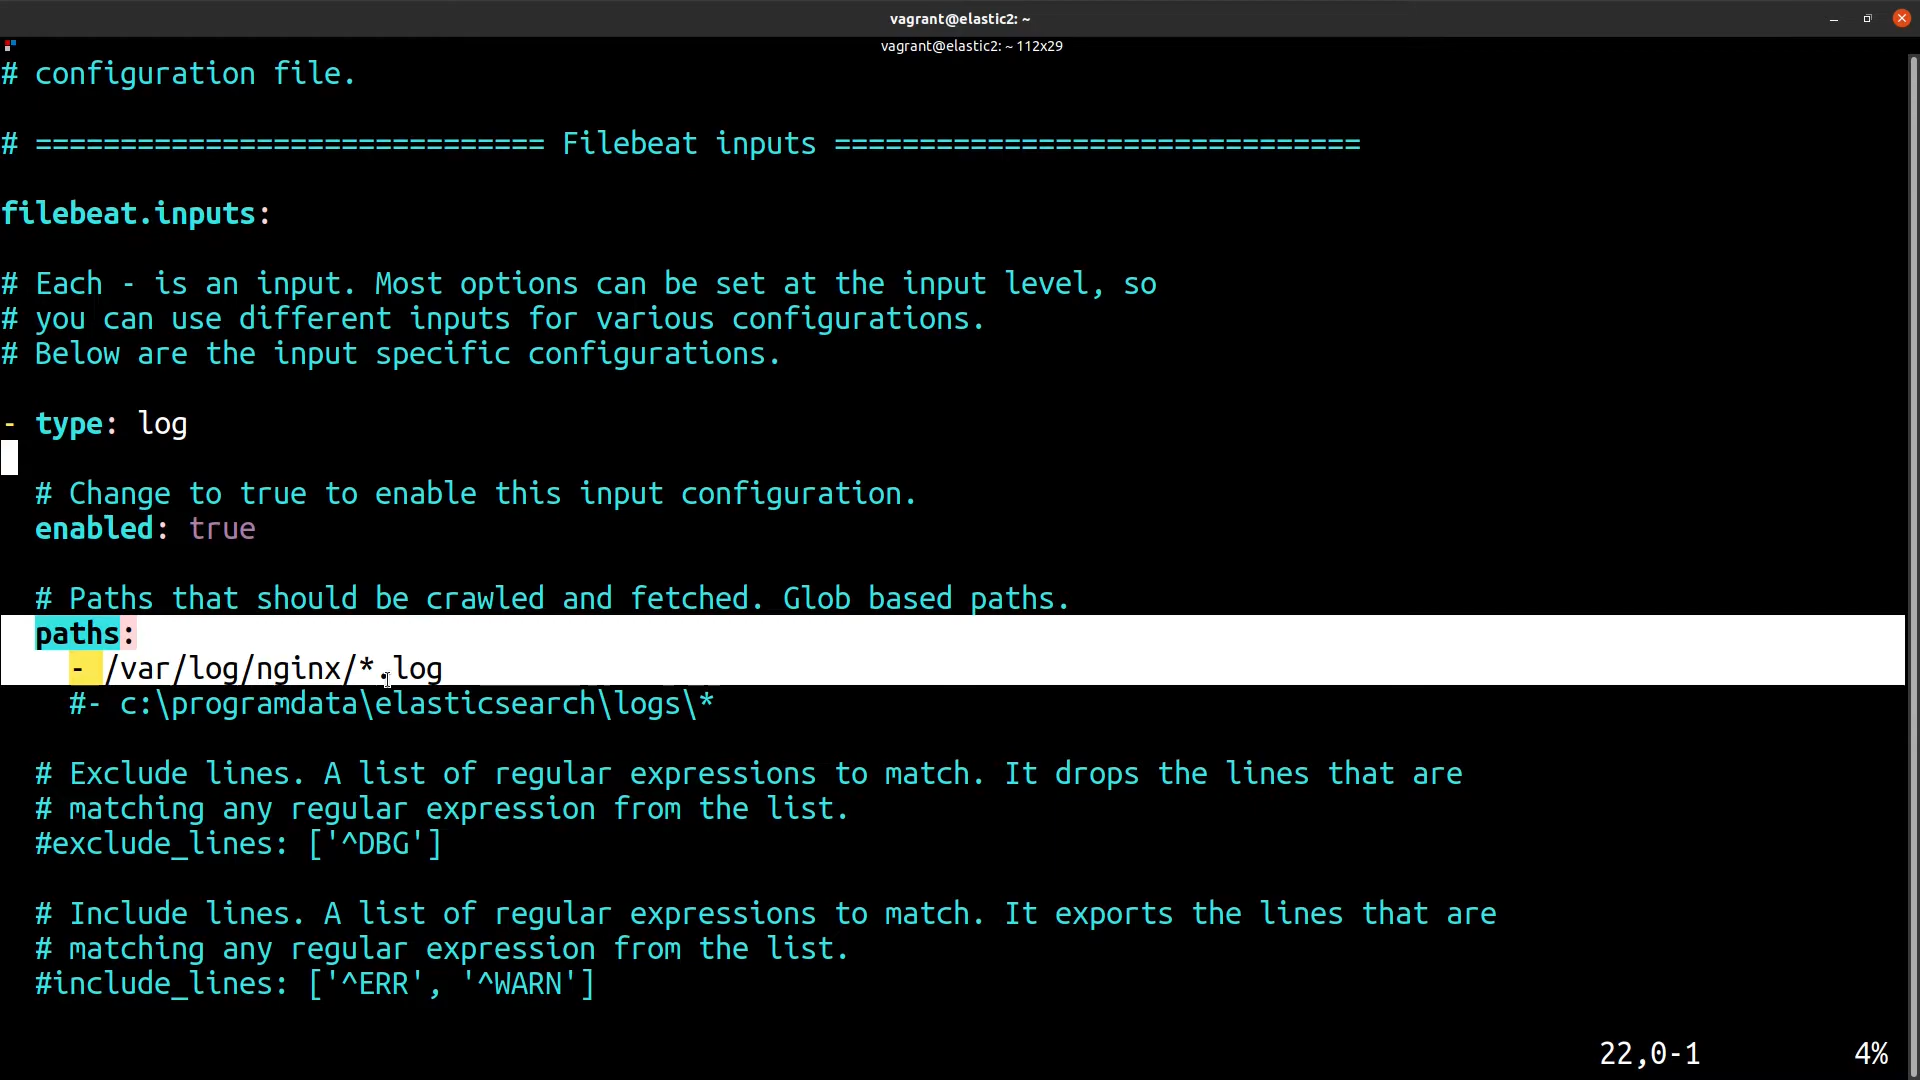 vagrant@elastic2: ~
vagrant@elastic2: ~ 112x29
# configuration file.
# ============================== Filebeat inputs ===============================
filebeat.inputs:
# Each - is an input. Most options can be set at the input level, so
# you can use different inputs for various configurations.
# Below are the input specific configurations.
- type: log
  # Change to true to enable this input configuration.
  enabled: true
  # Paths that should be crawled and fetched. Glob based paths.
  paths:
    - /var/log/nginx/*.log
    #- c:\programdata\elasticsearch\logs\*
  # Exclude lines. A list of regular expressions to match. It drops the lines that are
  # matching any regular expression from the list.
  #exclude_lines: ['^DBG']
  # Include lines. A list of regular expressions to match. It exports the lines that are
  # matching any regular expression from the list.
  #include_lines: ['^ERR', '^WARN']
22,0-1 4%